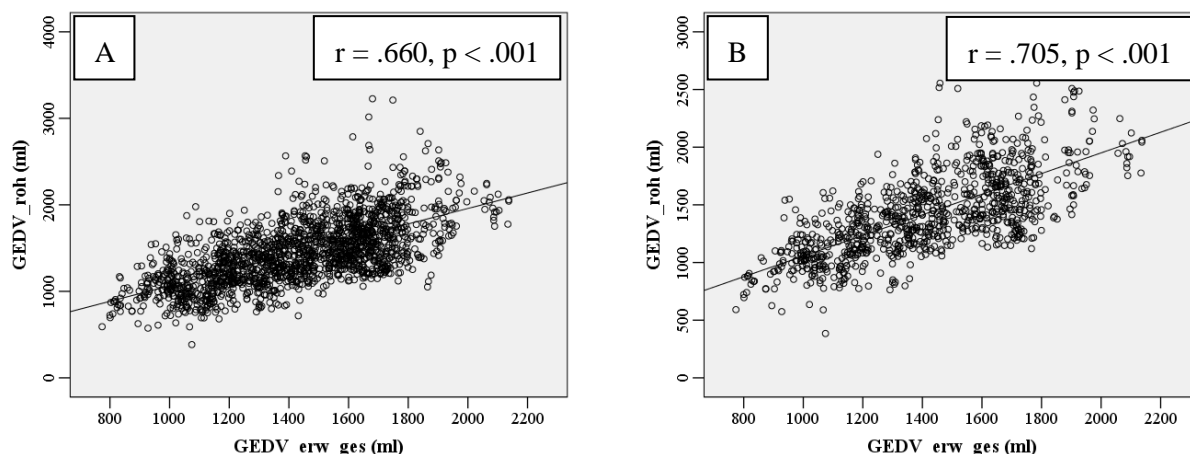 A
r = .660, p < .001
4000
3000
2000
1000
0
GEDV_roh (ml)
800 1000 1200 1400 1600 1800 2000 2200
GEDV_erw_ges (ml)
B
r = .705, p < .001
3000
2500
2000
1500
1000
500
0
GEDV_roh (ml)
800 1000 1200 1400 1600 1800 2000 2200
GEDV_erw_ges (ml)